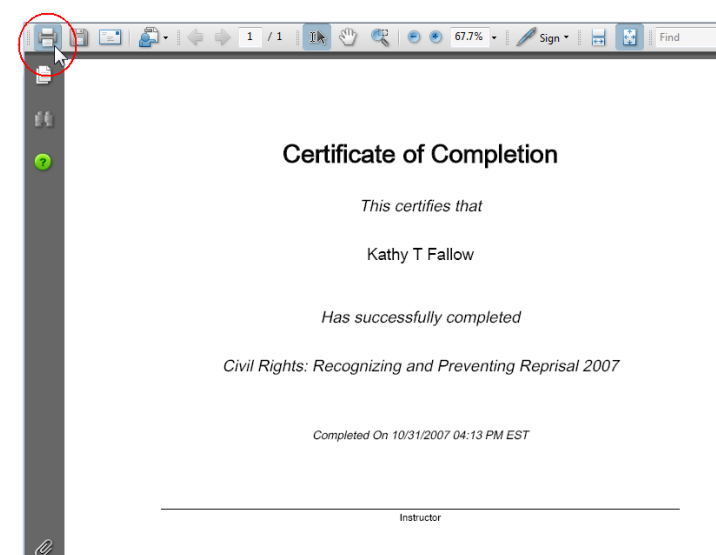 1 / 1 67.7% Sign Find
Certificate of Completion
This certifies that
Kathy T Fallow
Has successfully completed
Civil Rights: Recognizing and Preventing Reprisal 2007
Completed On 10/31/2007 04:13 PM EST
Instructor